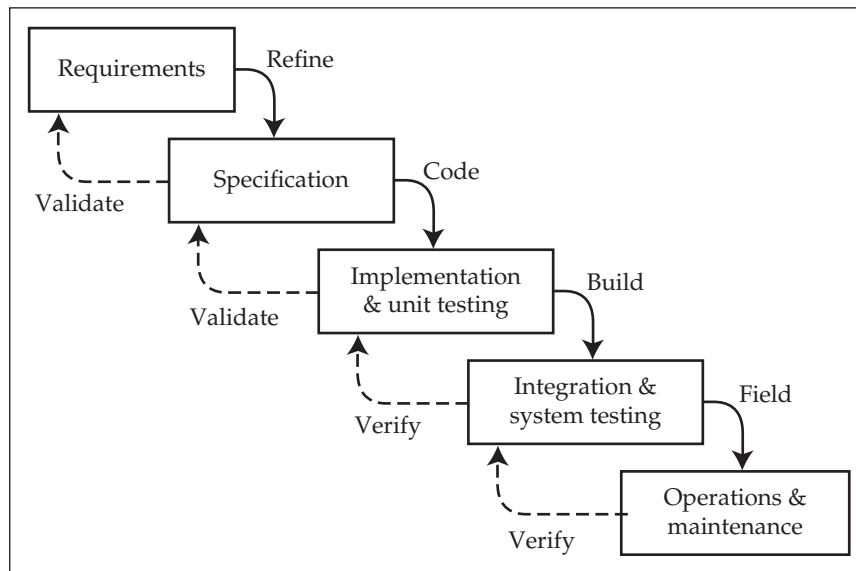 Requirements
Refine
Specification
Code
Validate
Implementation
& unit testing
Build
Validate
Integration &
system testing
Field
Verify
Operations &
maintenance
Verify